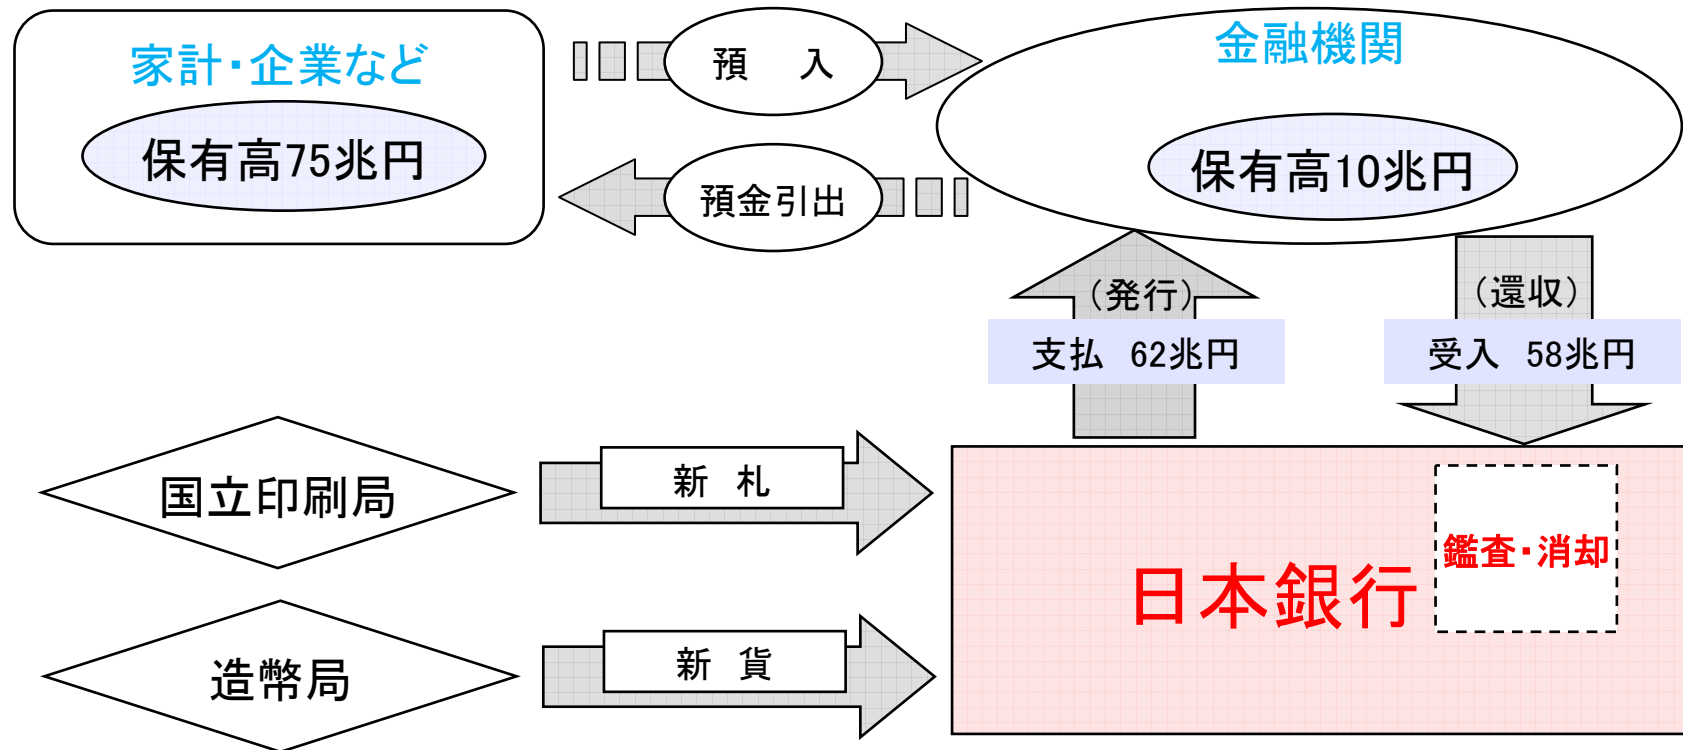 家計・企業など
保有高75兆円
預　入
預金引出
金融機関
保有高10兆円
（発行）
支払　62兆円
（還収）
受入　58兆円
国立印刷局
新　札
造幣局
新　貨
日本銀行
鑑査・消却